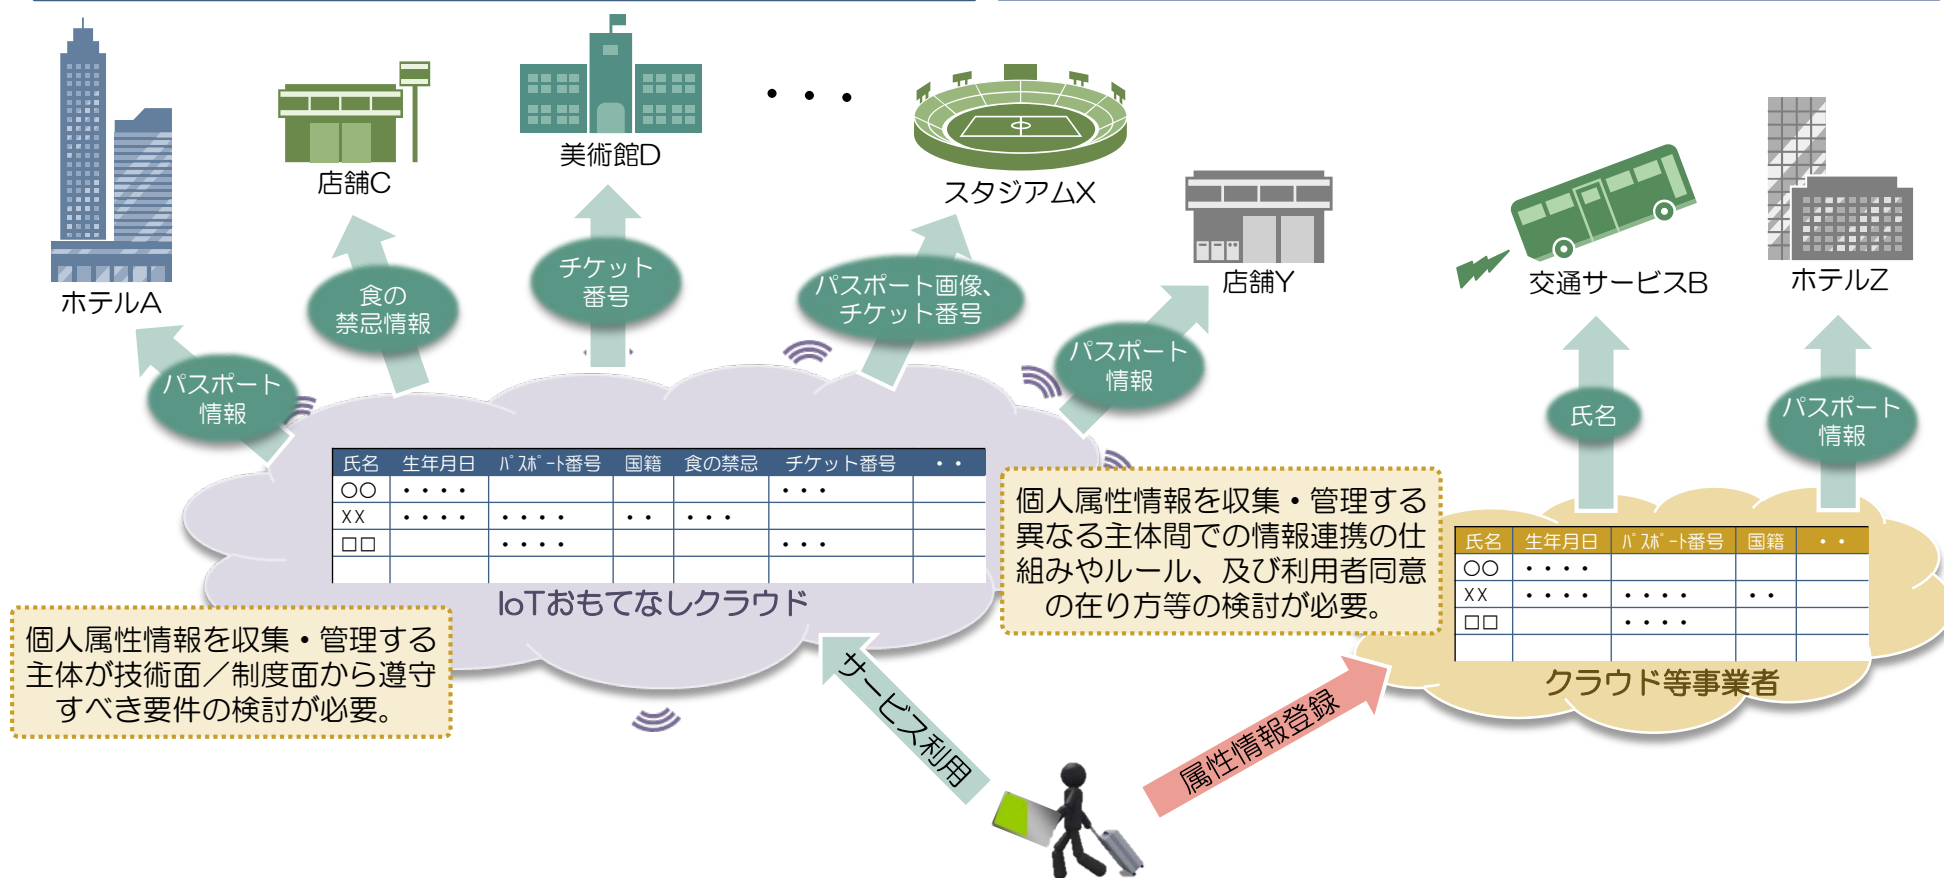 ・・・
美術館D
店舗C
スタジアムX
ホテルA
店舗Y
交通サービスB
ホテルZ
パスポート
情報
食の
禁忌情報
チケット
番号
パスポート画像、
チケット番号
パスポート
情報
氏名
パスポート
情報
氏名 生年月日 ﾊﾟｽﾎﾟｰﾄ番号 国籍 食の禁忌 チケット番号 ・・
〇〇 ・・・・ ・・・
XX ・・・・ ・・・・ ・・ ・・・
□□ ・・・・ ・・・
IoTおもてなしクラウド
個人属性情報を収集・管理する
異なる主体間での情報連携の仕
組みやルール、及び利用者同意
の在り方等の検討が必要。
氏名 生年月日 ﾊﾟｽﾎﾟｰﾄ番号 国籍 ・・
〇〇 ・・・・
XX ・・・・ ・・・・ ・・
□□ ・・・・
クラウド等事業者
個人属性情報を収集・管理する
主体が技術面／制度面から遵守
すべき要件の検討が必要。
サービス利用
属性情報登録